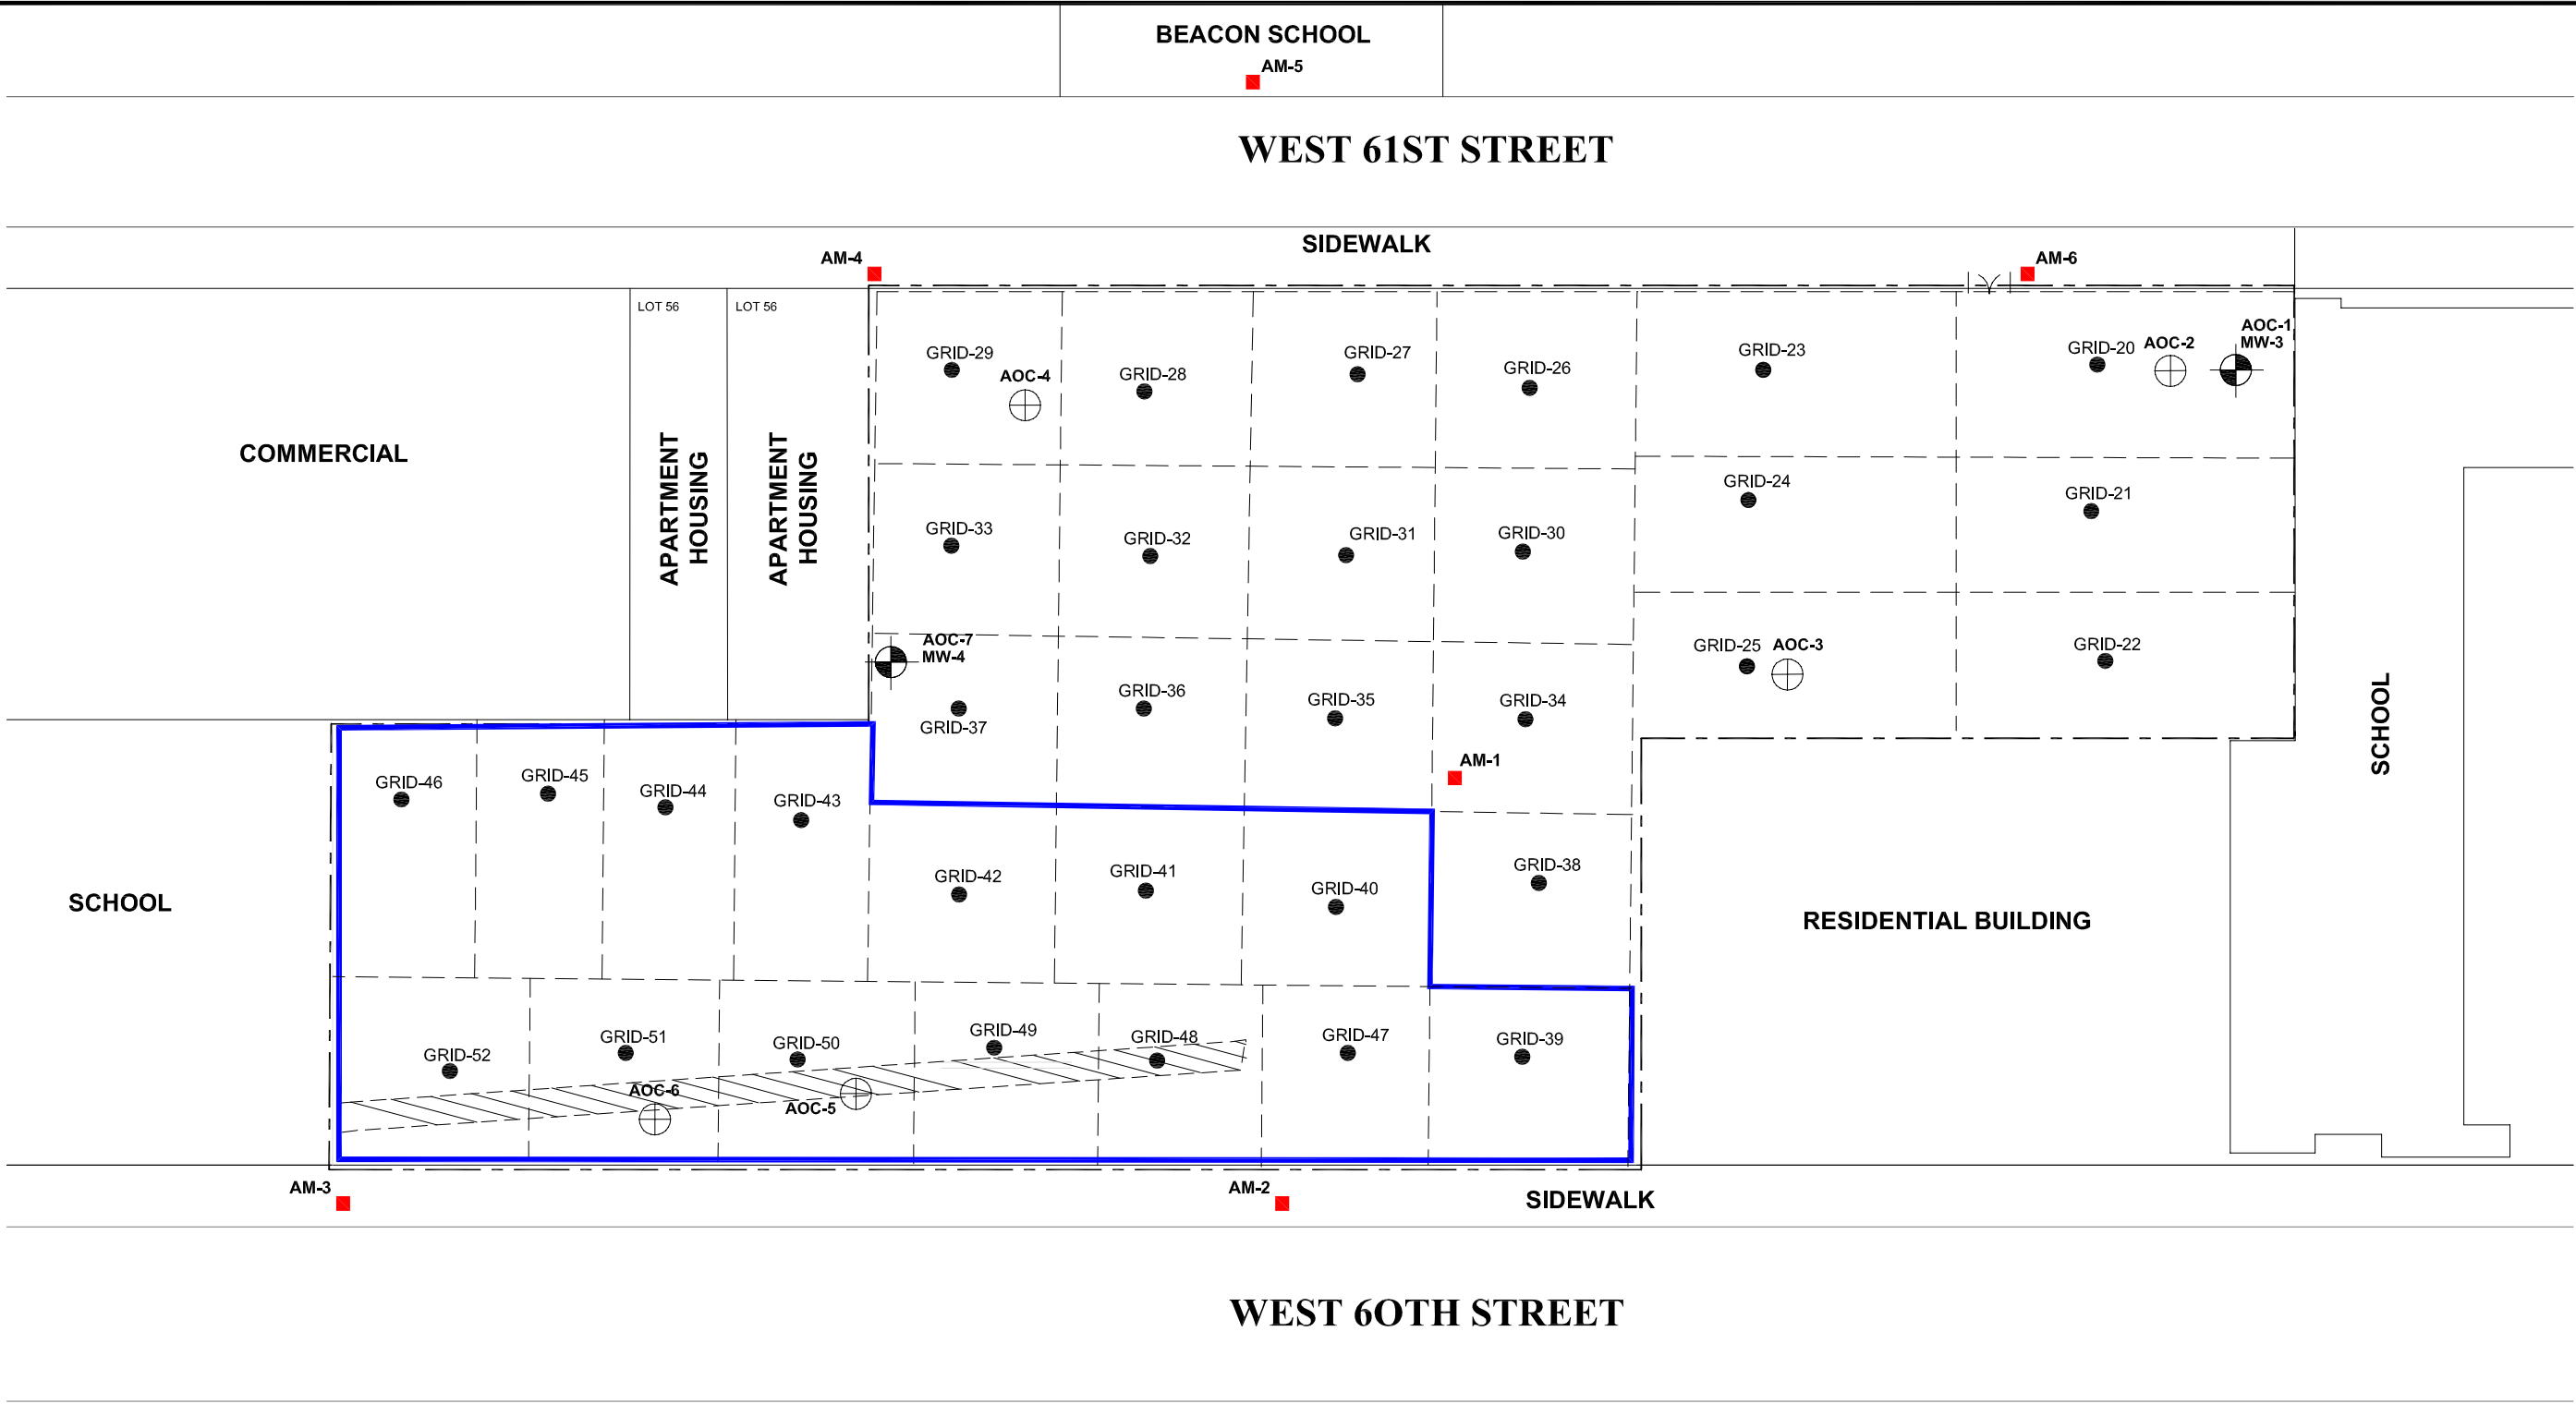 BEACON SCHOOL
AM-5
WEST 61ST STREET
SIDEWALK
AM-4
AM-6
LOT 56
LOT 56
GRID-29
AOC-4
GRID-28
GRID-27
GRID-26
GRID-23
GRID-20
AOC-2
AOC-1
MW-3
COMMERCIAL
APARTMENT
HOUSING
APARTMENT
HOUSING
GRID-33
GRID-32
GRID-31
GRID-30
GRID-24
GRID-21
AOC-7
MW-4
GRID-37
GRID-36
GRID-35
GRID-34
GRID-25
AOC-3
GRID-22
SCHOOL
AM-1
GRID-46
GRID-45
GRID-44
GRID-43
GRID-42
GRID-41
GRID-40
GRID-38
SCHOOL
RESIDENTIAL BUILDING
GRID-52
GRID-51
GRID-50
GRID-49
GRID-48
GRID-47
GRID-39
AOC-6
AOC-5
AM-3
AM-2
SIDEWALK
WEST 6OTH STREET